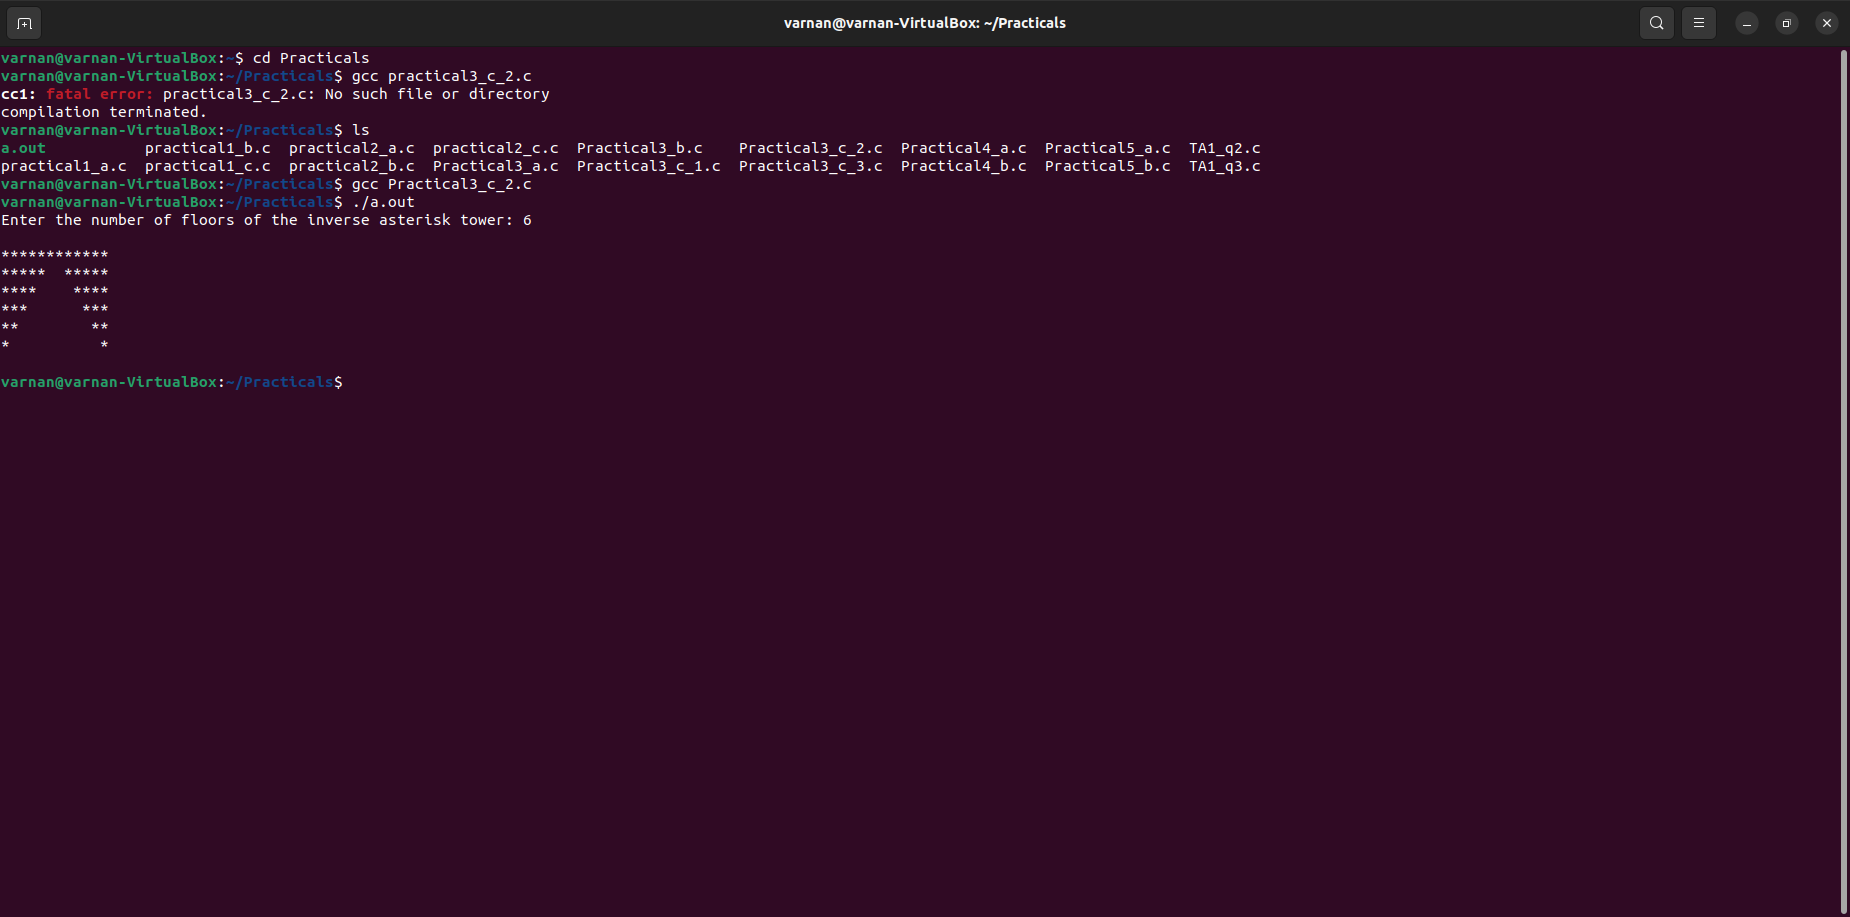 varnan@varnan-VirtualBox: ~/Practicals
varnan@varnan-VirtualBox:~$ cd Practicals
varnan@varnan-VirtualBox:~/Practicals$ gcc practical3_c_2.c
cc1: fatal error: practical3_c_2.c: No such file or directory
compilation terminated.
varnan@varnan-VirtualBox:~/Practicals$ ls
a.out           practical1_b.c  practical2_a.c  practical2_c.c  Practical3_b.c    Practical3_c_2.c  Practical4_a.c  Practical5_a.c  TA1_q2.c
practical1_a.c  practical1_c.c  practical2_b.c  Practical3_a.c  Practical3_c_1.c  Practical3_c_3.c  Practical4_b.c  Practical5_b.c  TA1_q3.c
varnan@varnan-VirtualBox:~/Practicals$ gcc Practical3_c_2.c
varnan@varnan-VirtualBox:~/Practicals$ ./a.out
Enter the number of floors of the inverse asterisk tower: 6

************
*****  *****
****    ****
***      ***
**        **
*          *

varnan@varnan-VirtualBox:~/Practicals$